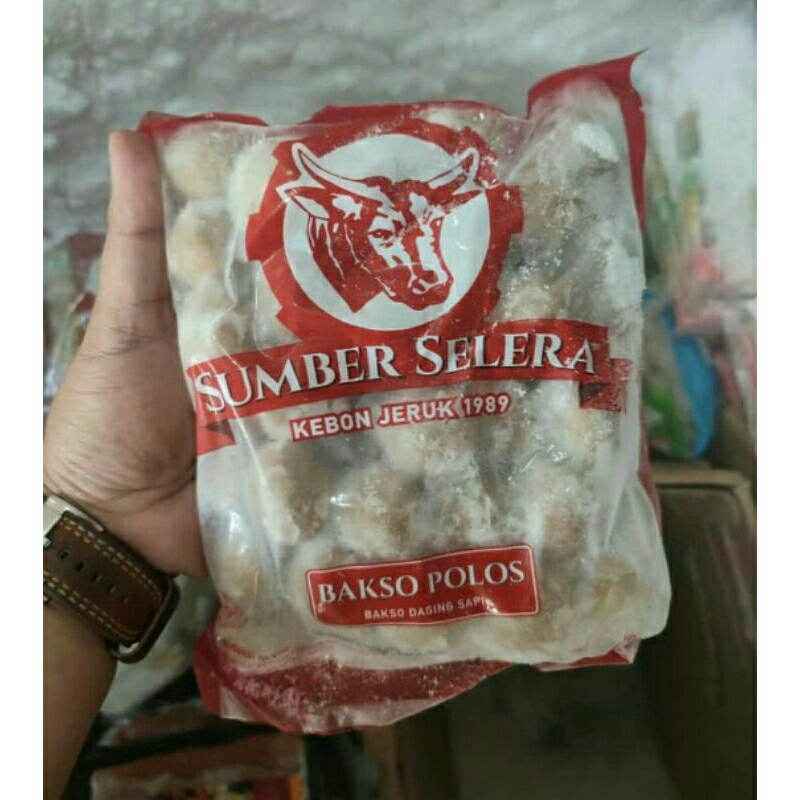 SUMBER SELERA
KEBON JERUK 1989
BAKSO POLOS
BAKSO DAGING SAPI